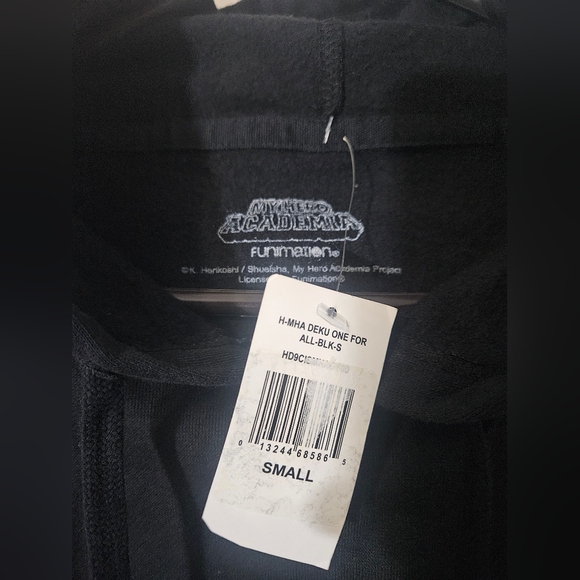 MY HERO
ACADEMIA
FUNIMATION®
©K. Horikoshi / Shueisha, My Hero Academia Project
Funimation®
H-MHA DEKU ONE FOR
ALL-BLK-S
0 13244 68586 5
SMALL